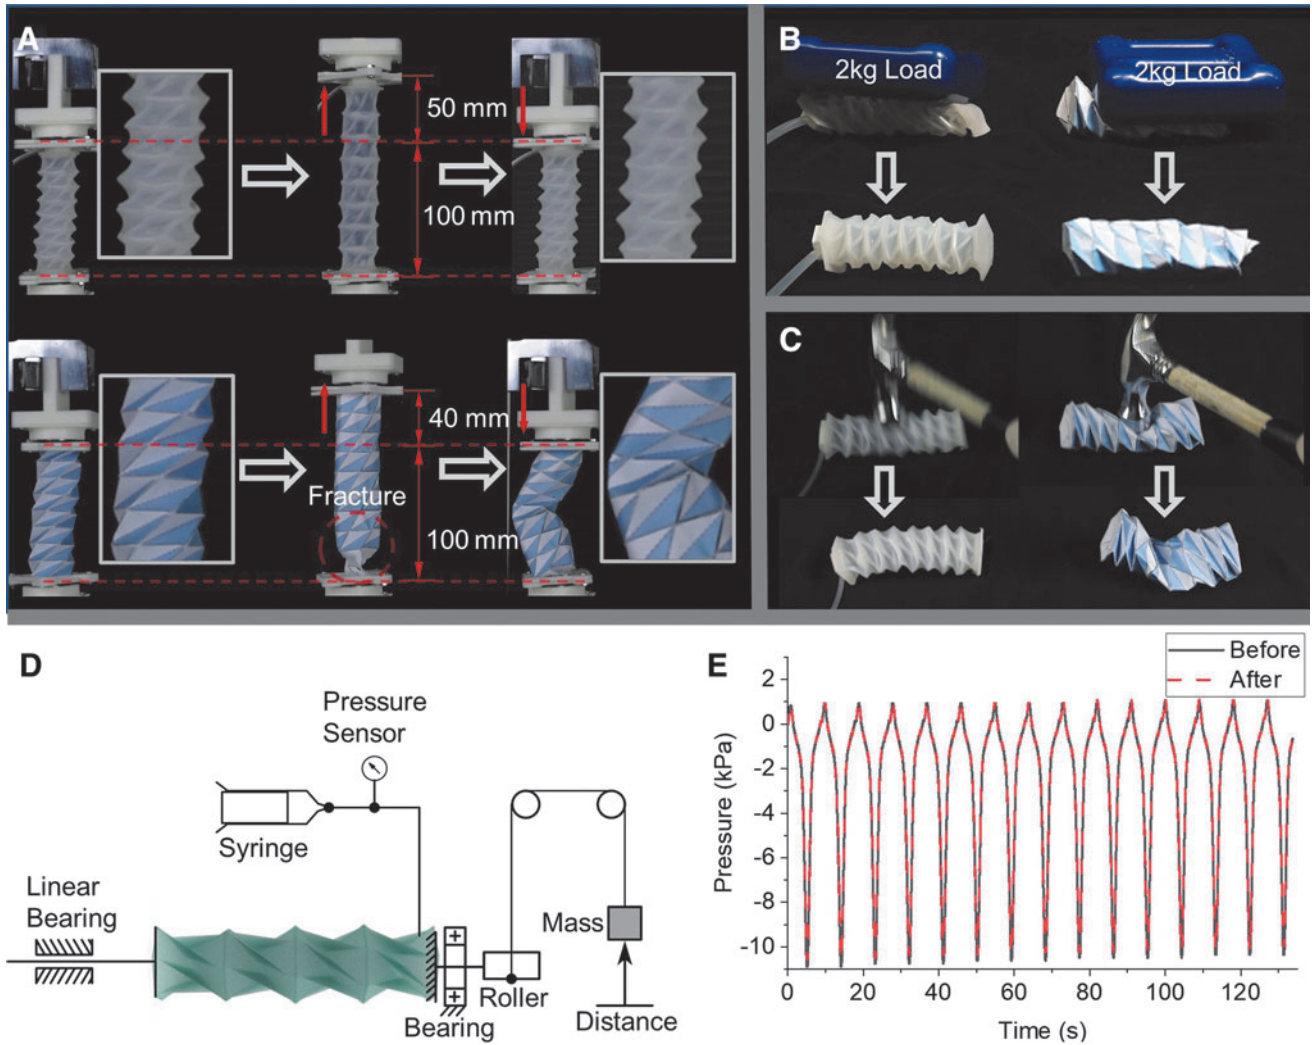 A
50 mm
100 mm
40 mm
Fracture
100 mm
B
2kg Load
2kg Load
C
D
Pressure
Sensor
Syringe
Linear
Bearing
Mass
Roller
Bearing
Distance
E
Before
After
2
0
-2
-4
-6
-8
-10
Pressure (kPa)
0
20
40
60
80
100
120
Time (s)